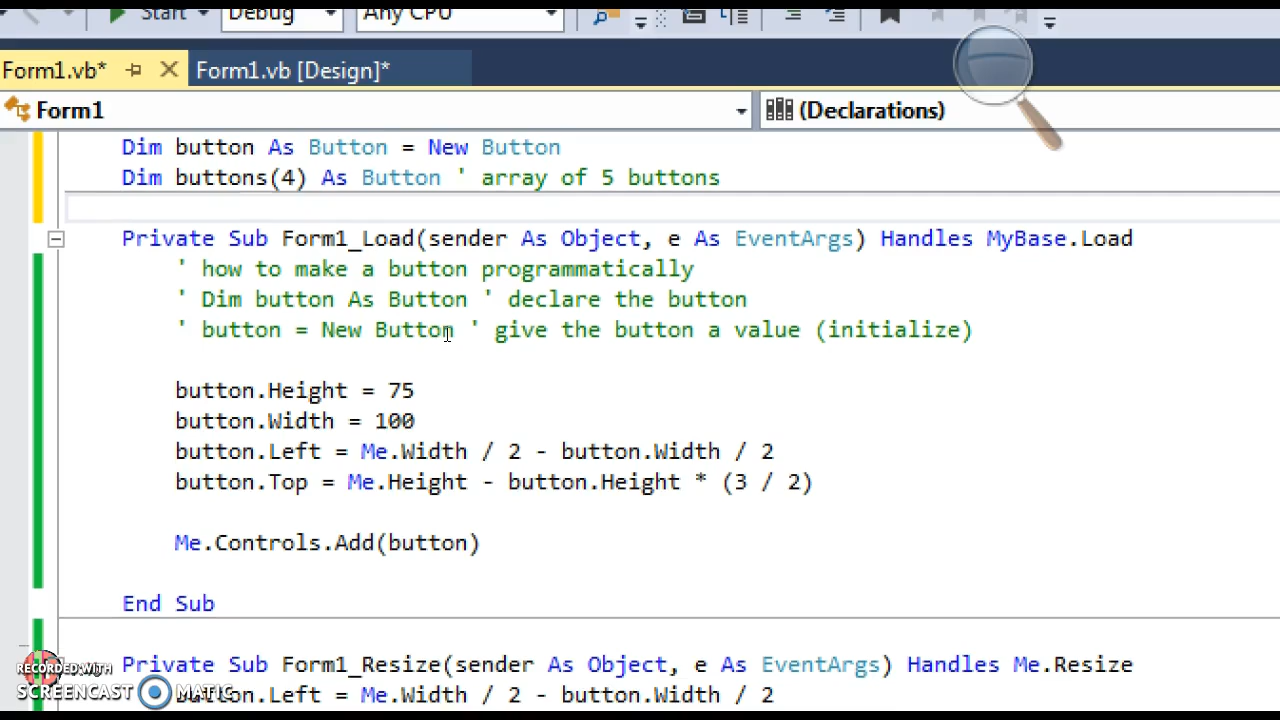 Start Debug Any CPU
Form1.vb* Form1.vb [Design]*
Form1 (Declarations)
Dim button As Button = New Button
Dim buttons(4) As Button ' array of 5 buttons
Private Sub Form1_Load(sender As Object, e As EventArgs) Handles MyBase.Load
' how to make a button programmatically
' Dim button As Button ' declare the button
' button = New Button ' give the button a value (initialize)
button.Height = 75
button.Width = 100
button.Left = Me.Width / 2 - button.Width / 2
button.Top = Me.Height - button.Height * (3 / 2)
Me.Controls.Add(button)
End Sub
Private Sub Form1_Resize(sender As Object, e As EventArgs) Handles Me.Resize
button.Left = Me.Width / 2 - button.Width / 2
RECORDED WITH
SCREENCAST MATIC